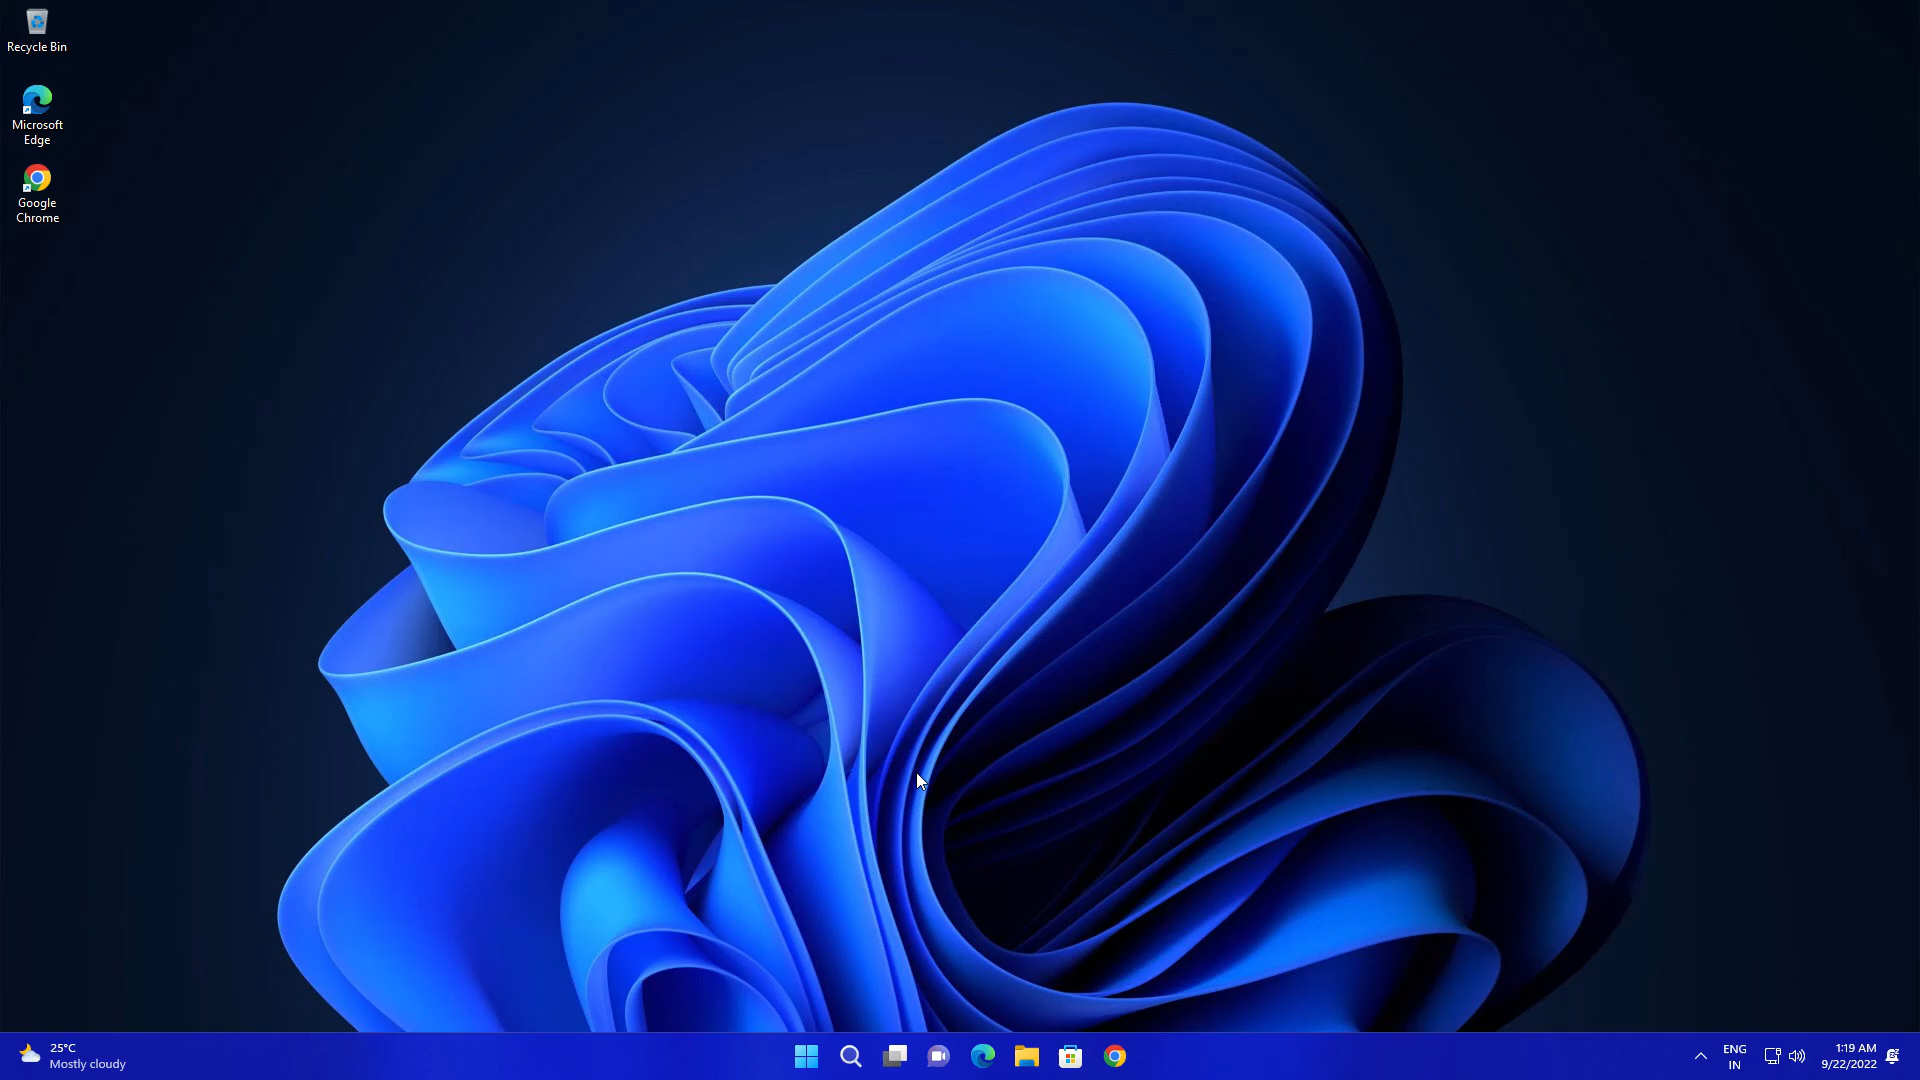 Recycle Bin
Microsoft
Edge
Google
Chrome
25°C
Mostly cloudy
ENG
IN
1:19 AM
9/22/2022